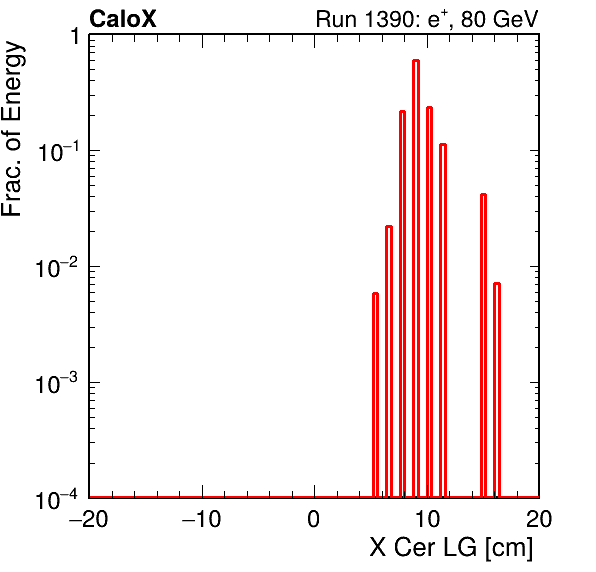 CaloX Run 1390: e⁺, 80 GeV
Frac. of Energy
1
10⁻¹
10⁻²
10⁻³
10⁻⁴
−20 −10 0 10 20
X Cer LG [cm]